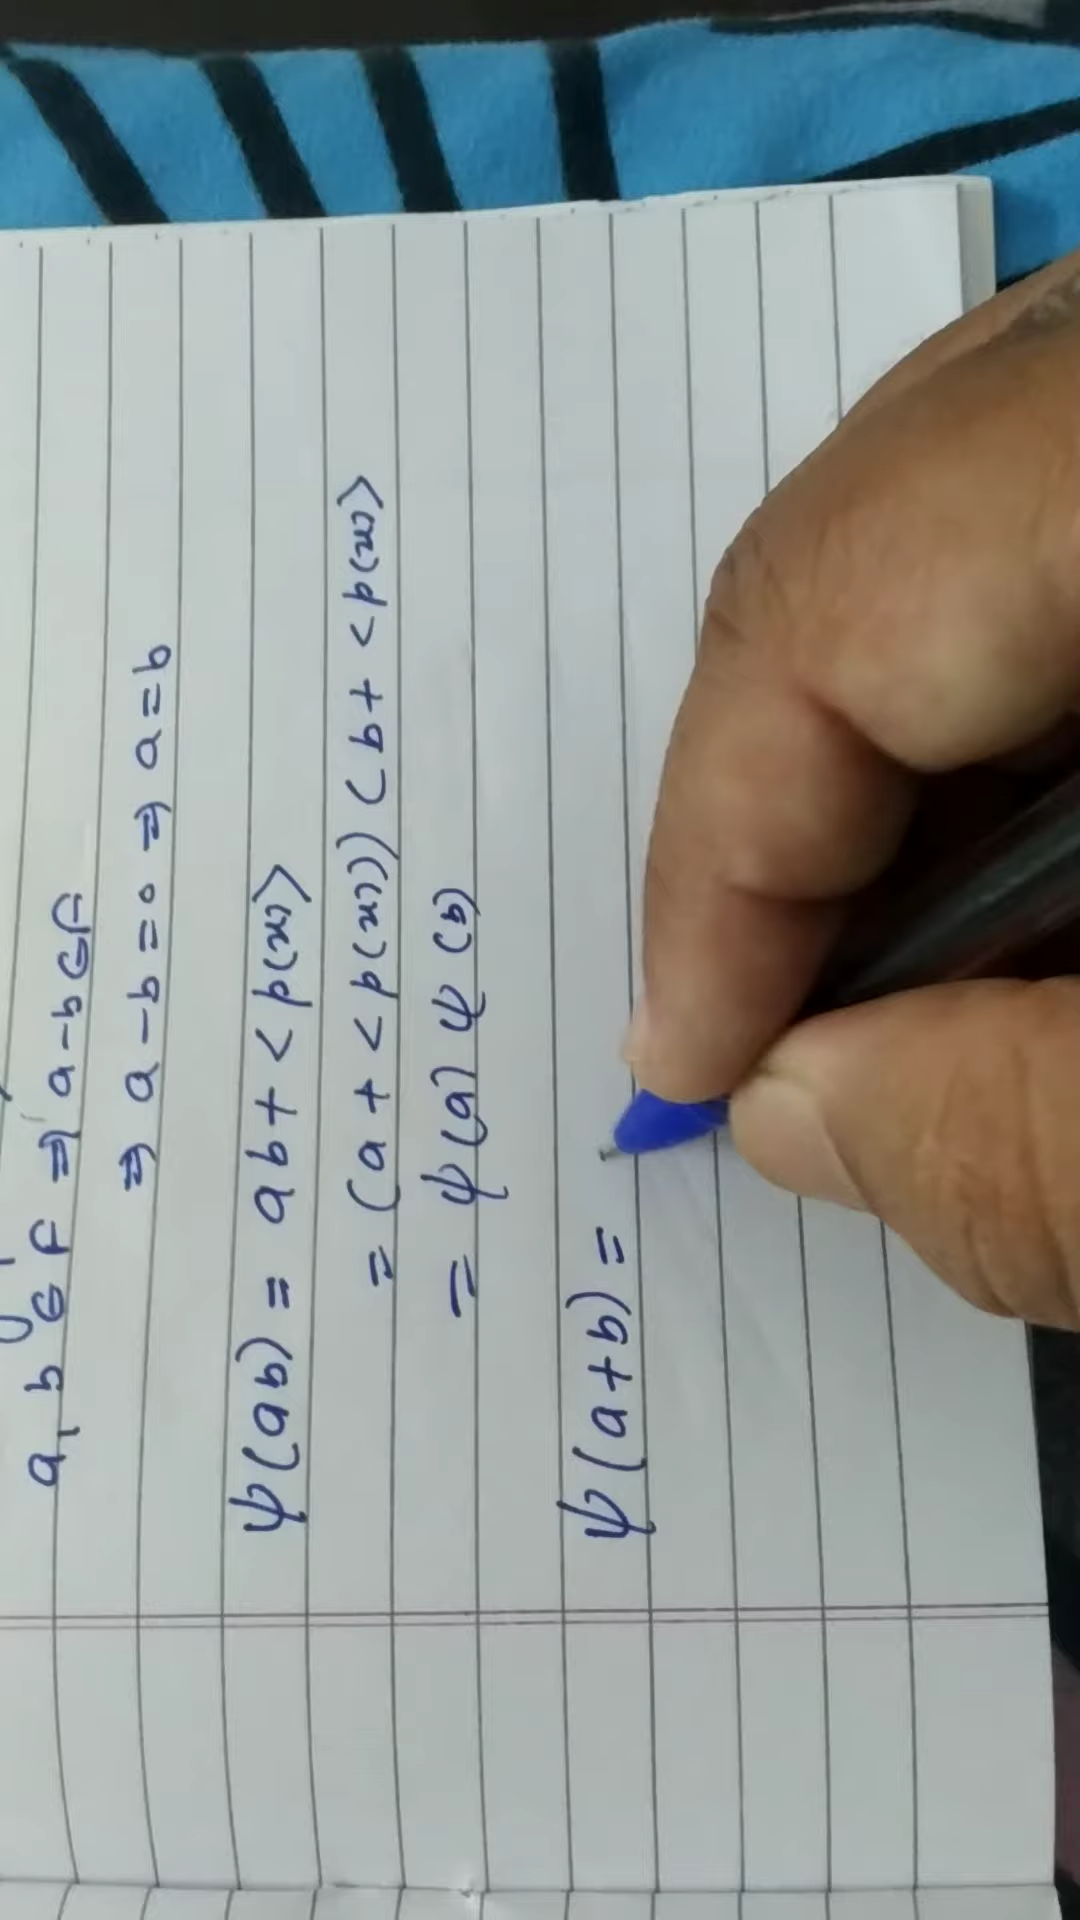 a, b ∈ F ⇒ a - b ∈ F
⇒ a - b = 0 ⇒ a = b
ψ(ab) = ab + <p(x)>
= (a + <p(x)>)(b + <p(x)>
= ψ(a) ψ(b)
ψ(a+b) =